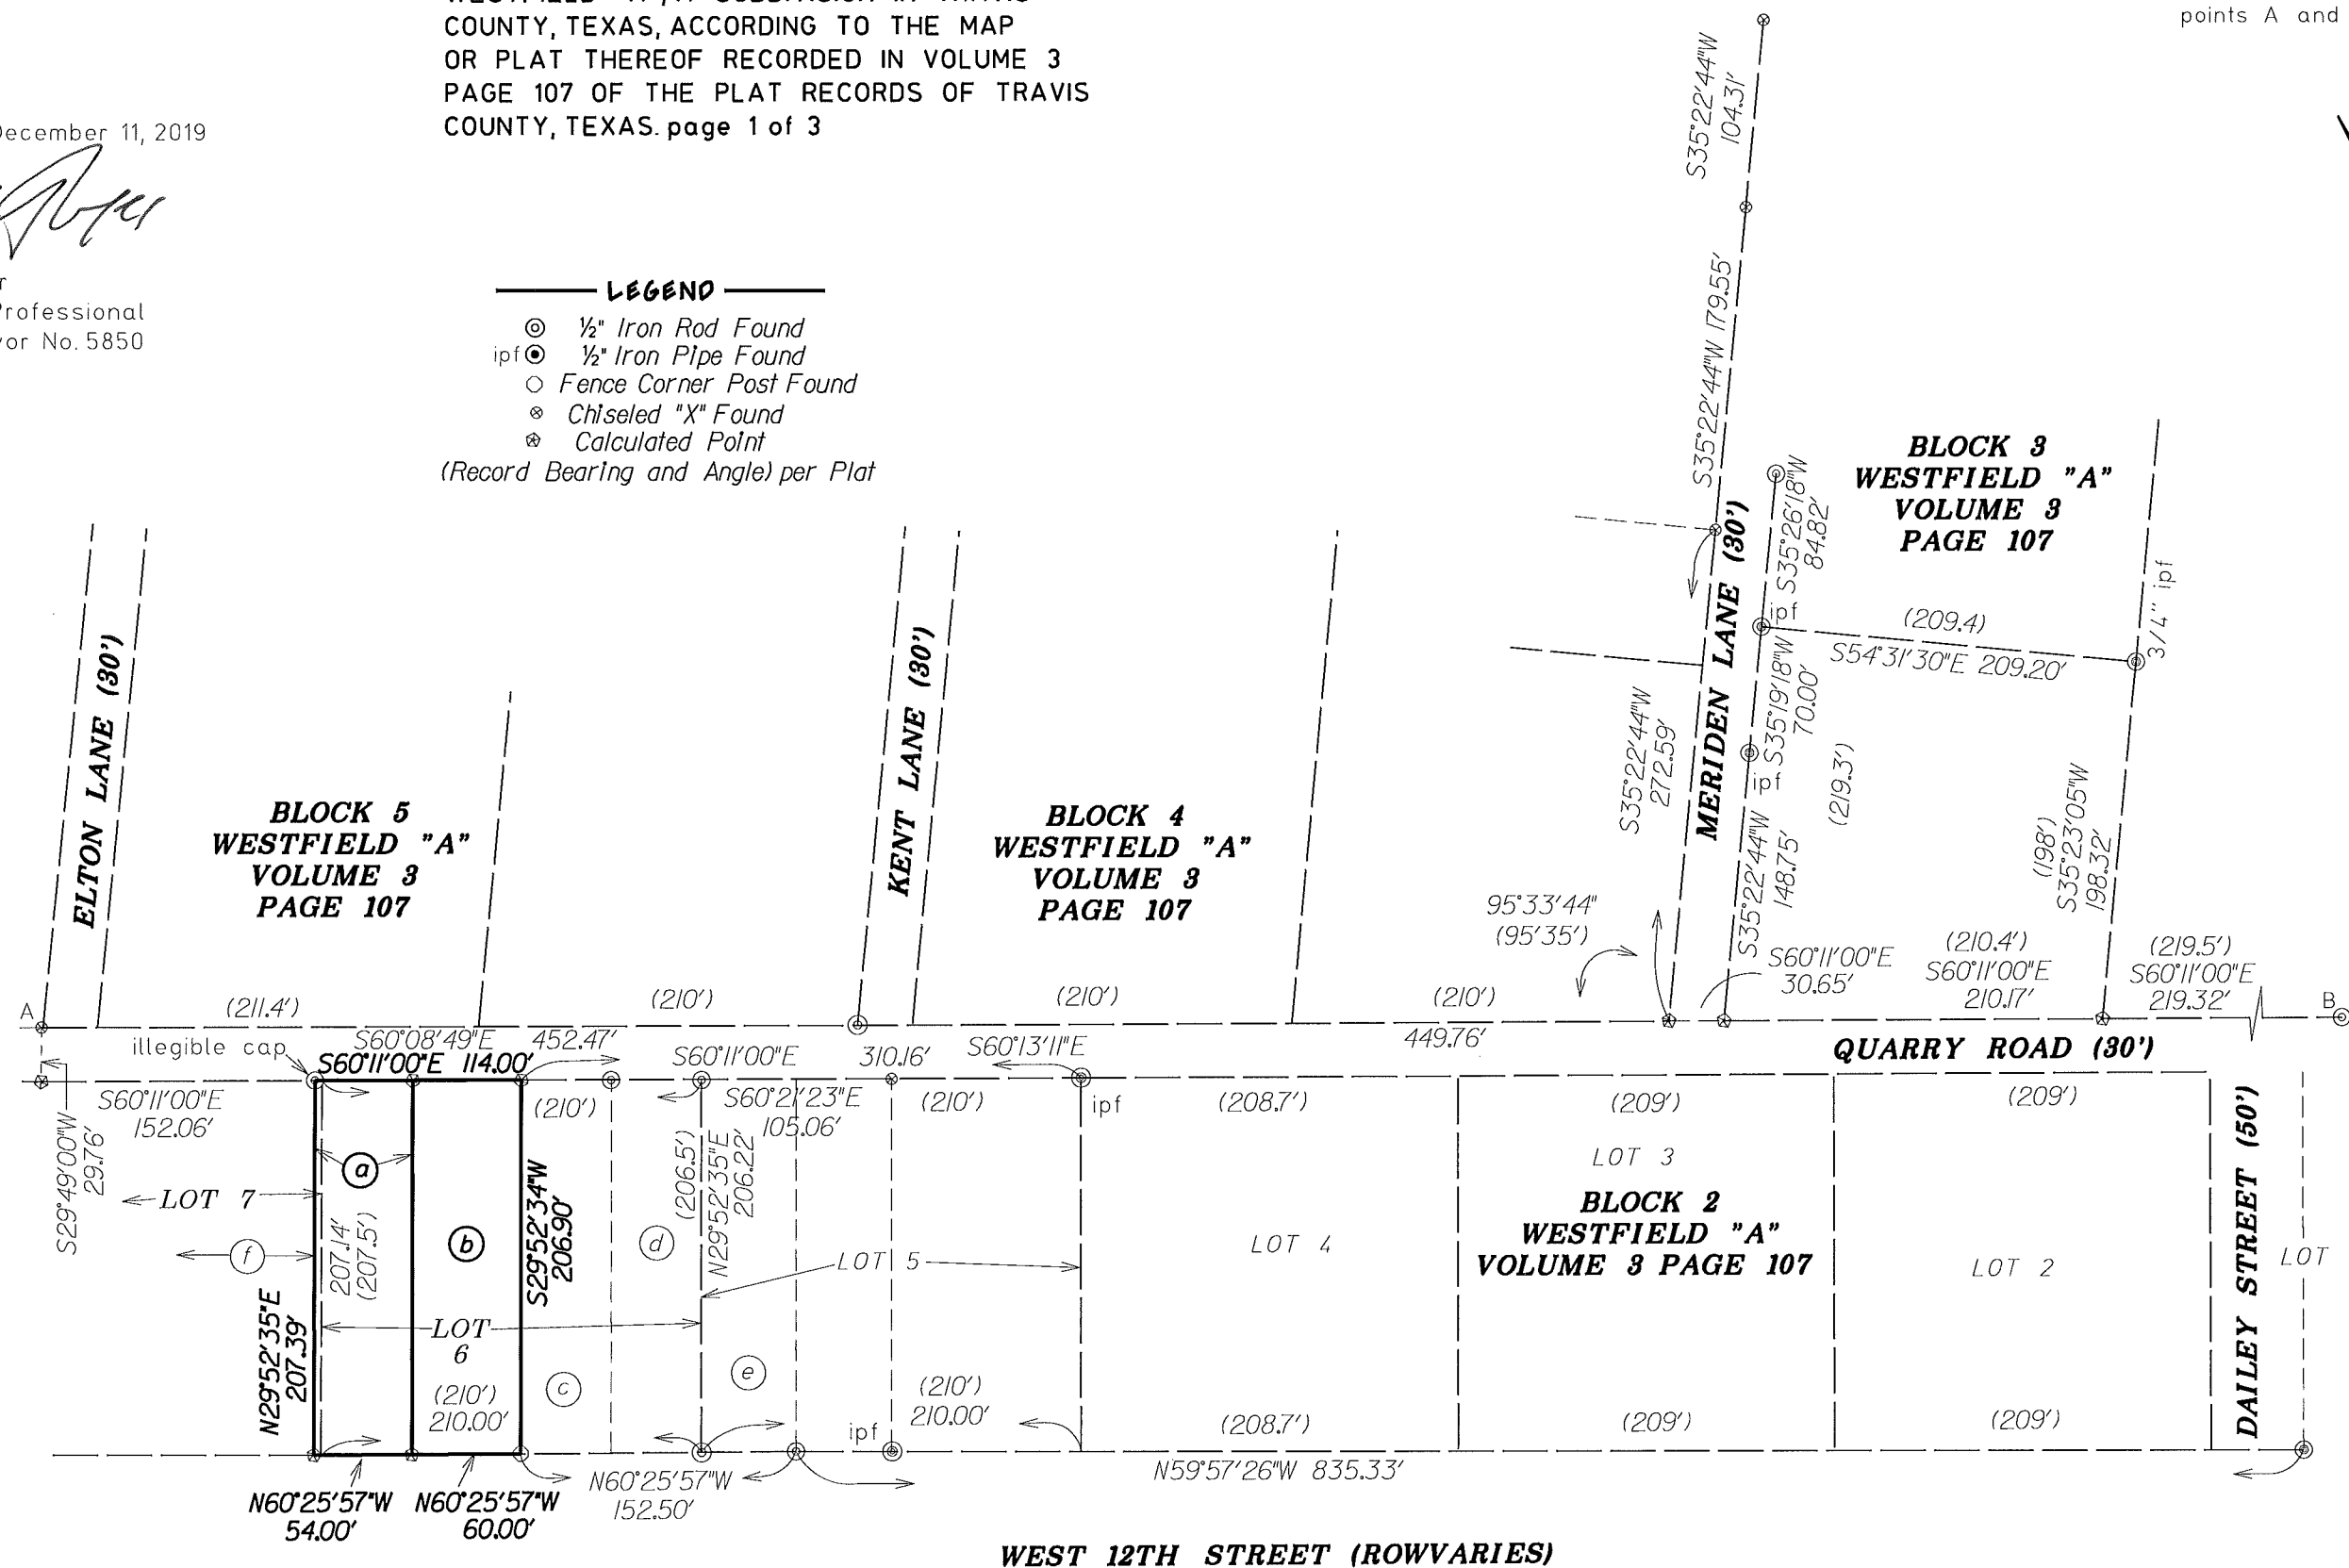 COUNTY, TEXAS, ACCORDING TO THE MAP
OR PLAT THEREOF RECORDED IN VOLUME 3
PAGE 107 OF THE PLAT RECORDS OF TRAVIS
COUNTY, TEXAS. page 1 of 3
points A and
December 11, 2019
Professional
vor No. 5850
LEGEND
½" Iron Rod Found
ipf ½" Iron Pipe Found
Fence Corner Post Found
Chiseled "X" Found
Calculated Point
(Record Bearing and Angle) per Plat
S35°22'44"W
104.31'
S35°22'44"W 179.55'
BLOCK 3
WESTFIELD "A"
VOLUME 3
PAGE 107
S35°26'18"W
84.82'
ipf
(209.4)
S54°31'30"E 209.20'
3/4" ipf
S35°19'18"W
70.00'
ipf
(219.3')
MERIDEN LANE (30')
S35°22'44"W
272.59'
S35°22'44"W
148.75'
(198')
S35°23'05"W
198.32'
ELTON LANE (30')
BLOCK 5
WESTFIELD "A"
VOLUME 3
PAGE 107
KENT LANE (30')
BLOCK 4
WESTFIELD "A"
VOLUME 3
PAGE 107
95°33'44"
(95°35')
S60°11'00"E
30.65'
(210.4')
S60°11'00"E
210.17'
(219.5')
S60°11'00"E
219.32'
A
(211.4')
(210')
(210')
(210')
B
illegible cap
S60°08'49"E 452.47'
S60°11'00"E 114.00'
S60°11'00"E 310.16'
S60°13'11"E
449.76'
QUARRY ROAD (30')
S60°11'00"E
152.06'
S29°49'00"W
29.76'
(210')
S60°21'23"E
105.06'
(210')
ipf
(208.7')
(209')
(209')
LOT 7
a
b
d
f
207.14'
(207.5')
S29°52'34"W
206.90'
(206.5')
N29°52'35"E
206.22'
LOT 5
LOT 4
LOT 3
BLOCK 2
WESTFIELD "A"
VOLUME 3 PAGE 107
LOT 2
DAILEY STREET (50')
LOT
N29°52'35"E
207.39'
LOT
6
(210')
210.00'
c
e
ipf
(210')
210.00'
(208.7')
(209')
(209')
N60°25'57"W
54.00'
N60°25'57"W
60.00'
N60°25'57"W
152.50'
N59°57'26"W 835.33'
WEST 12TH STREET (ROWVARIES)